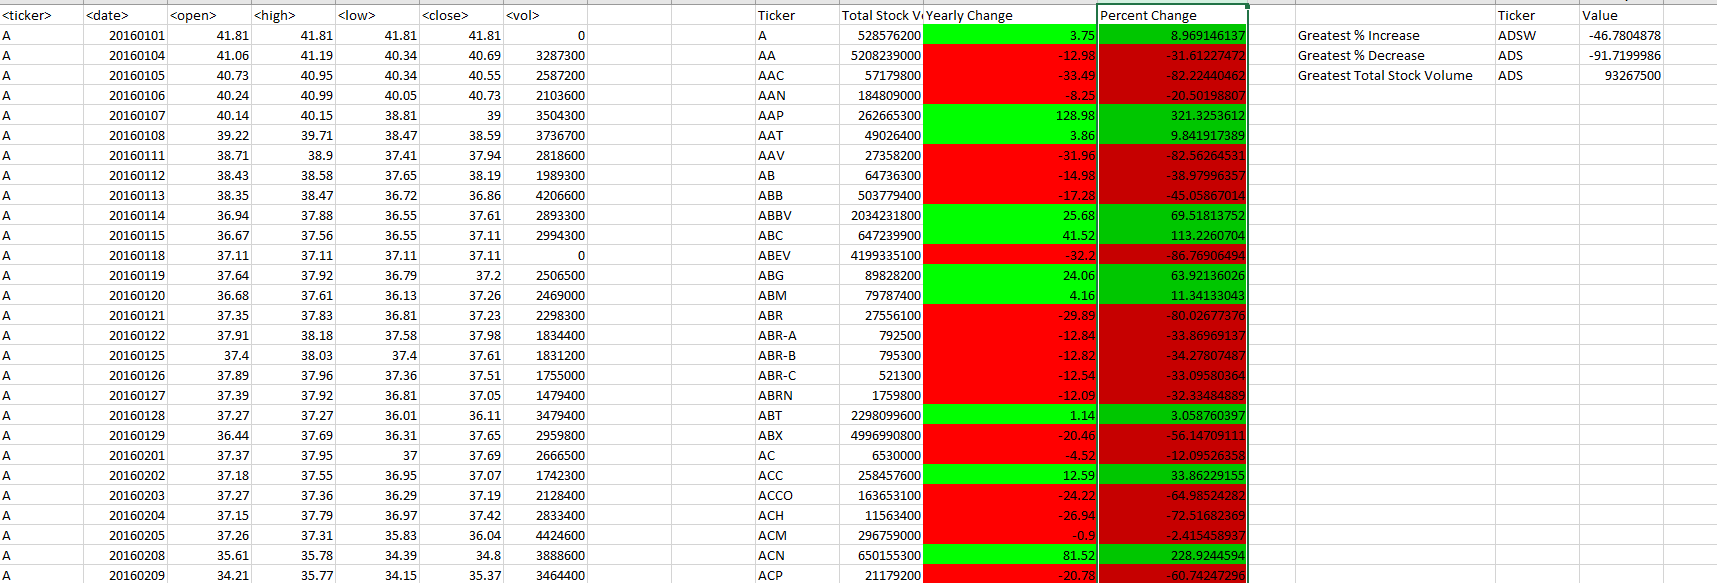 <ticker> <date> <open> <high> <low> <close> <vol> Ticker Total Stock V Yearly Change Percent Change Ticker Value
A 20160101 41.81 41.81 41.81 41.81 0 A 528576200 3.75 8.969146137 Greatest % Increase ADSW -46.7804878
A 20160104 41.06 41.19 40.34 40.69 3287300 AA 5208239000 -12.98 -31.61227472 Greatest % Decrease ADS -91.7199986
A 20160105 40.73 40.95 40.34 40.55 2587200 AAC 57179800 -33.49 -82.22440462 Greatest Total Stock Volume ADS 93267500
A 20160106 40.24 40.99 40.05 40.73 2103600 AAN 184809000 -8.25 -20.50198807
A 20160107 40.14 40.15 38.81 39 3504300 AAP 262665300 128.98 321.3253612
A 20160108 39.22 39.71 38.47 38.59 3736700 AAT 49026400 3.86 9.841917389
A 20160111 38.71 38.9 37.41 37.94 2818600 AAV 27358200 -31.96 -82.56264531
A 20160112 38.43 38.58 37.65 38.19 1989300 AB 64736300 -14.98 -38.97996357
A 20160113 38.35 38.47 36.72 36.86 4206600 ABB 503779400 -17.28 -45.05867014
A 20160114 36.94 37.88 36.55 37.61 2893300 ABBV 2034231800 25.68 69.51813752
A 20160115 36.67 37.56 36.55 37.11 2994300 ABC 647239900 41.52 113.2260704
A 20160118 37.11 37.11 37.11 37.11 0 ABEV 4199335100 -32.2 -86.76906494
A 20160119 37.64 37.92 36.79 37.2 2506500 ABG 89828200 24.06 63.92136026
A 20160120 36.68 37.61 36.13 37.26 2469000 ABM 79787400 4.16 11.34133043
A 20160121 37.35 37.83 36.81 37.23 2298300 ABR 27556100 -29.89 -80.02677376
A 20160122 37.91 38.18 37.58 37.98 1834400 ABR-A 792500 -12.84 -33.86969137
A 20160125 37.4 38.03 37.4 37.61 1831200 ABR-B 795300 -12.82 -34.27807487
A 20160126 37.89 37.96 37.36 37.51 1755000 ABR-C 521300 -12.54 -33.09580364
A 20160127 37.39 37.92 36.81 37.05 1479400 ABRN 1759800 -12.09 -32.33484889
A 20160128 37.27 37.27 36.01 36.11 3479400 ABT 2298099600 1.14 3.058760397
A 20160129 36.44 37.69 36.31 37.65 2959800 ABX 4996990800 -20.46 -56.14709111
A 20160201 37.37 37.95 37 37.69 2666500 AC 6530000 -4.52 -12.09526358
A 20160202 37.18 37.55 36.95 37.07 1742300 ACC 258457600 12.59 33.86229155
A 20160203 37.27 37.36 36.29 37.19 2128400 ACCO 163653100 -24.22 -64.98524282
A 20160204 37.15 37.79 36.97 37.42 2833400 ACH 11563400 -26.94 -72.51682369
A 20160205 37.26 37.31 35.83 36.04 4424600 ACM 296759000 -0.9 -2.415458937
A 20160208 35.61 35.78 34.39 34.8 3888600 ACN 650155300 81.52 228.9244594
A 20160209 34.21 35.77 34.15 35.37 3464400 ACP 21179200 -20.78 -60.74247296